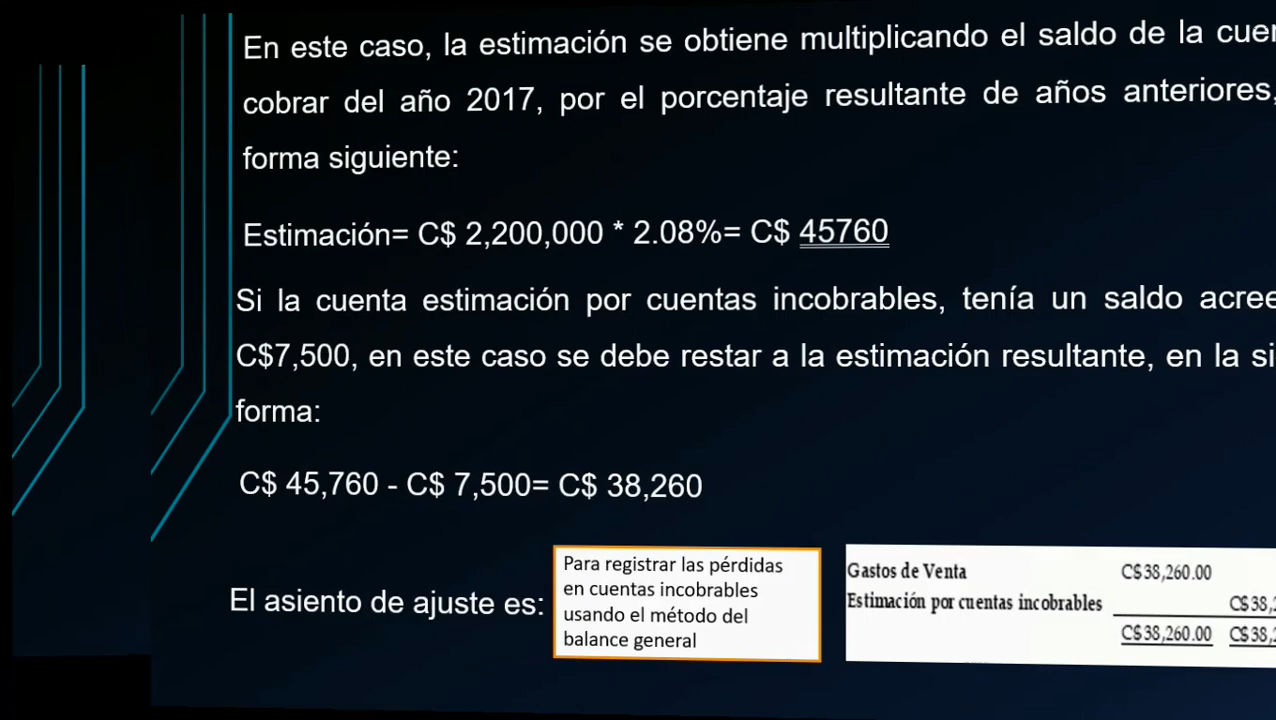 En este caso, la estimación se obtiene multiplicando el saldo de la
cobrar del año 2017, por el porcentaje resultante de años anteriores,
forma siguiente:
Estimación= C$ 2,200,000 * 2.08%= C$ 45760
Si la cuenta estimación por cuentas incobrables, tenía un saldo
C$7,500, en este caso se debe restar a la estimación resultante, en la
forma:
C$ 45,760 - C$ 7,500= C$ 38,260
El asiento de ajuste es:
Para registrar las pérdidas
en cuentas incobrables
usando el método del
balance general
Gastos de Venta C$38,260.00
Estimación por cuentas incobrables
C$38,260.00